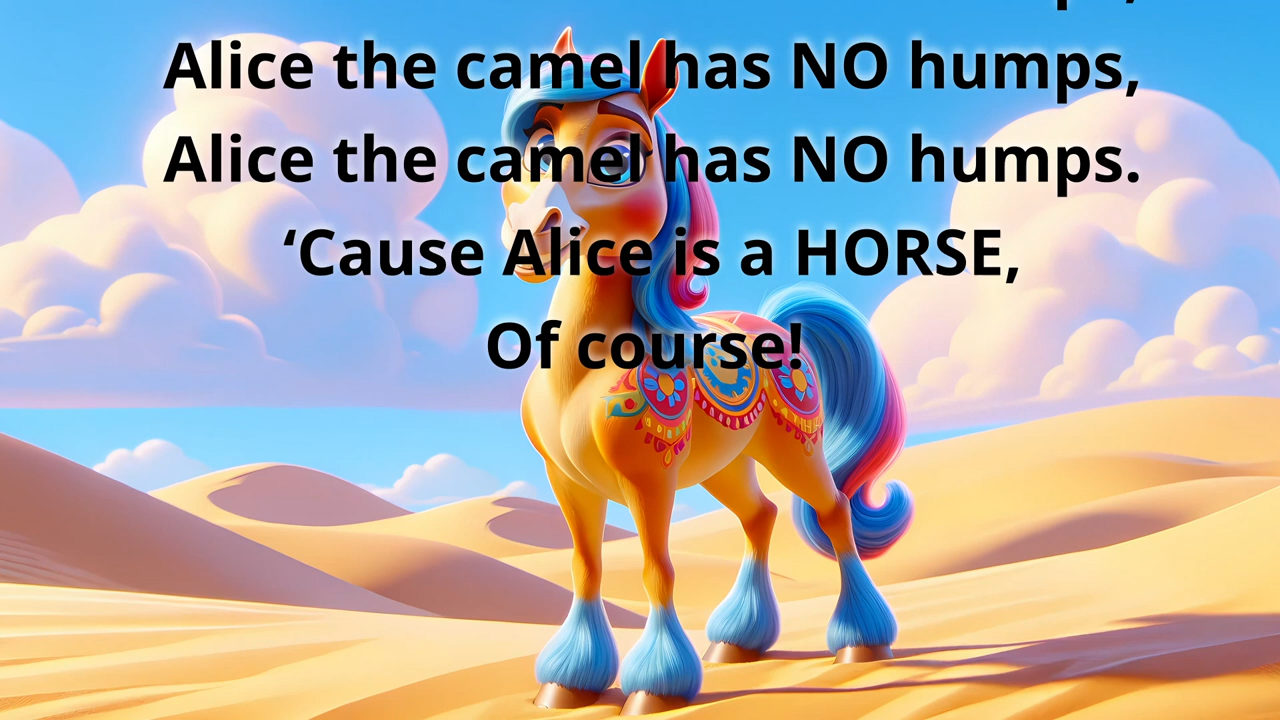 Alice the camel has NO humps,
Alice the camel has NO humps.
‘Cause Alice is a HORSE,
Of course!